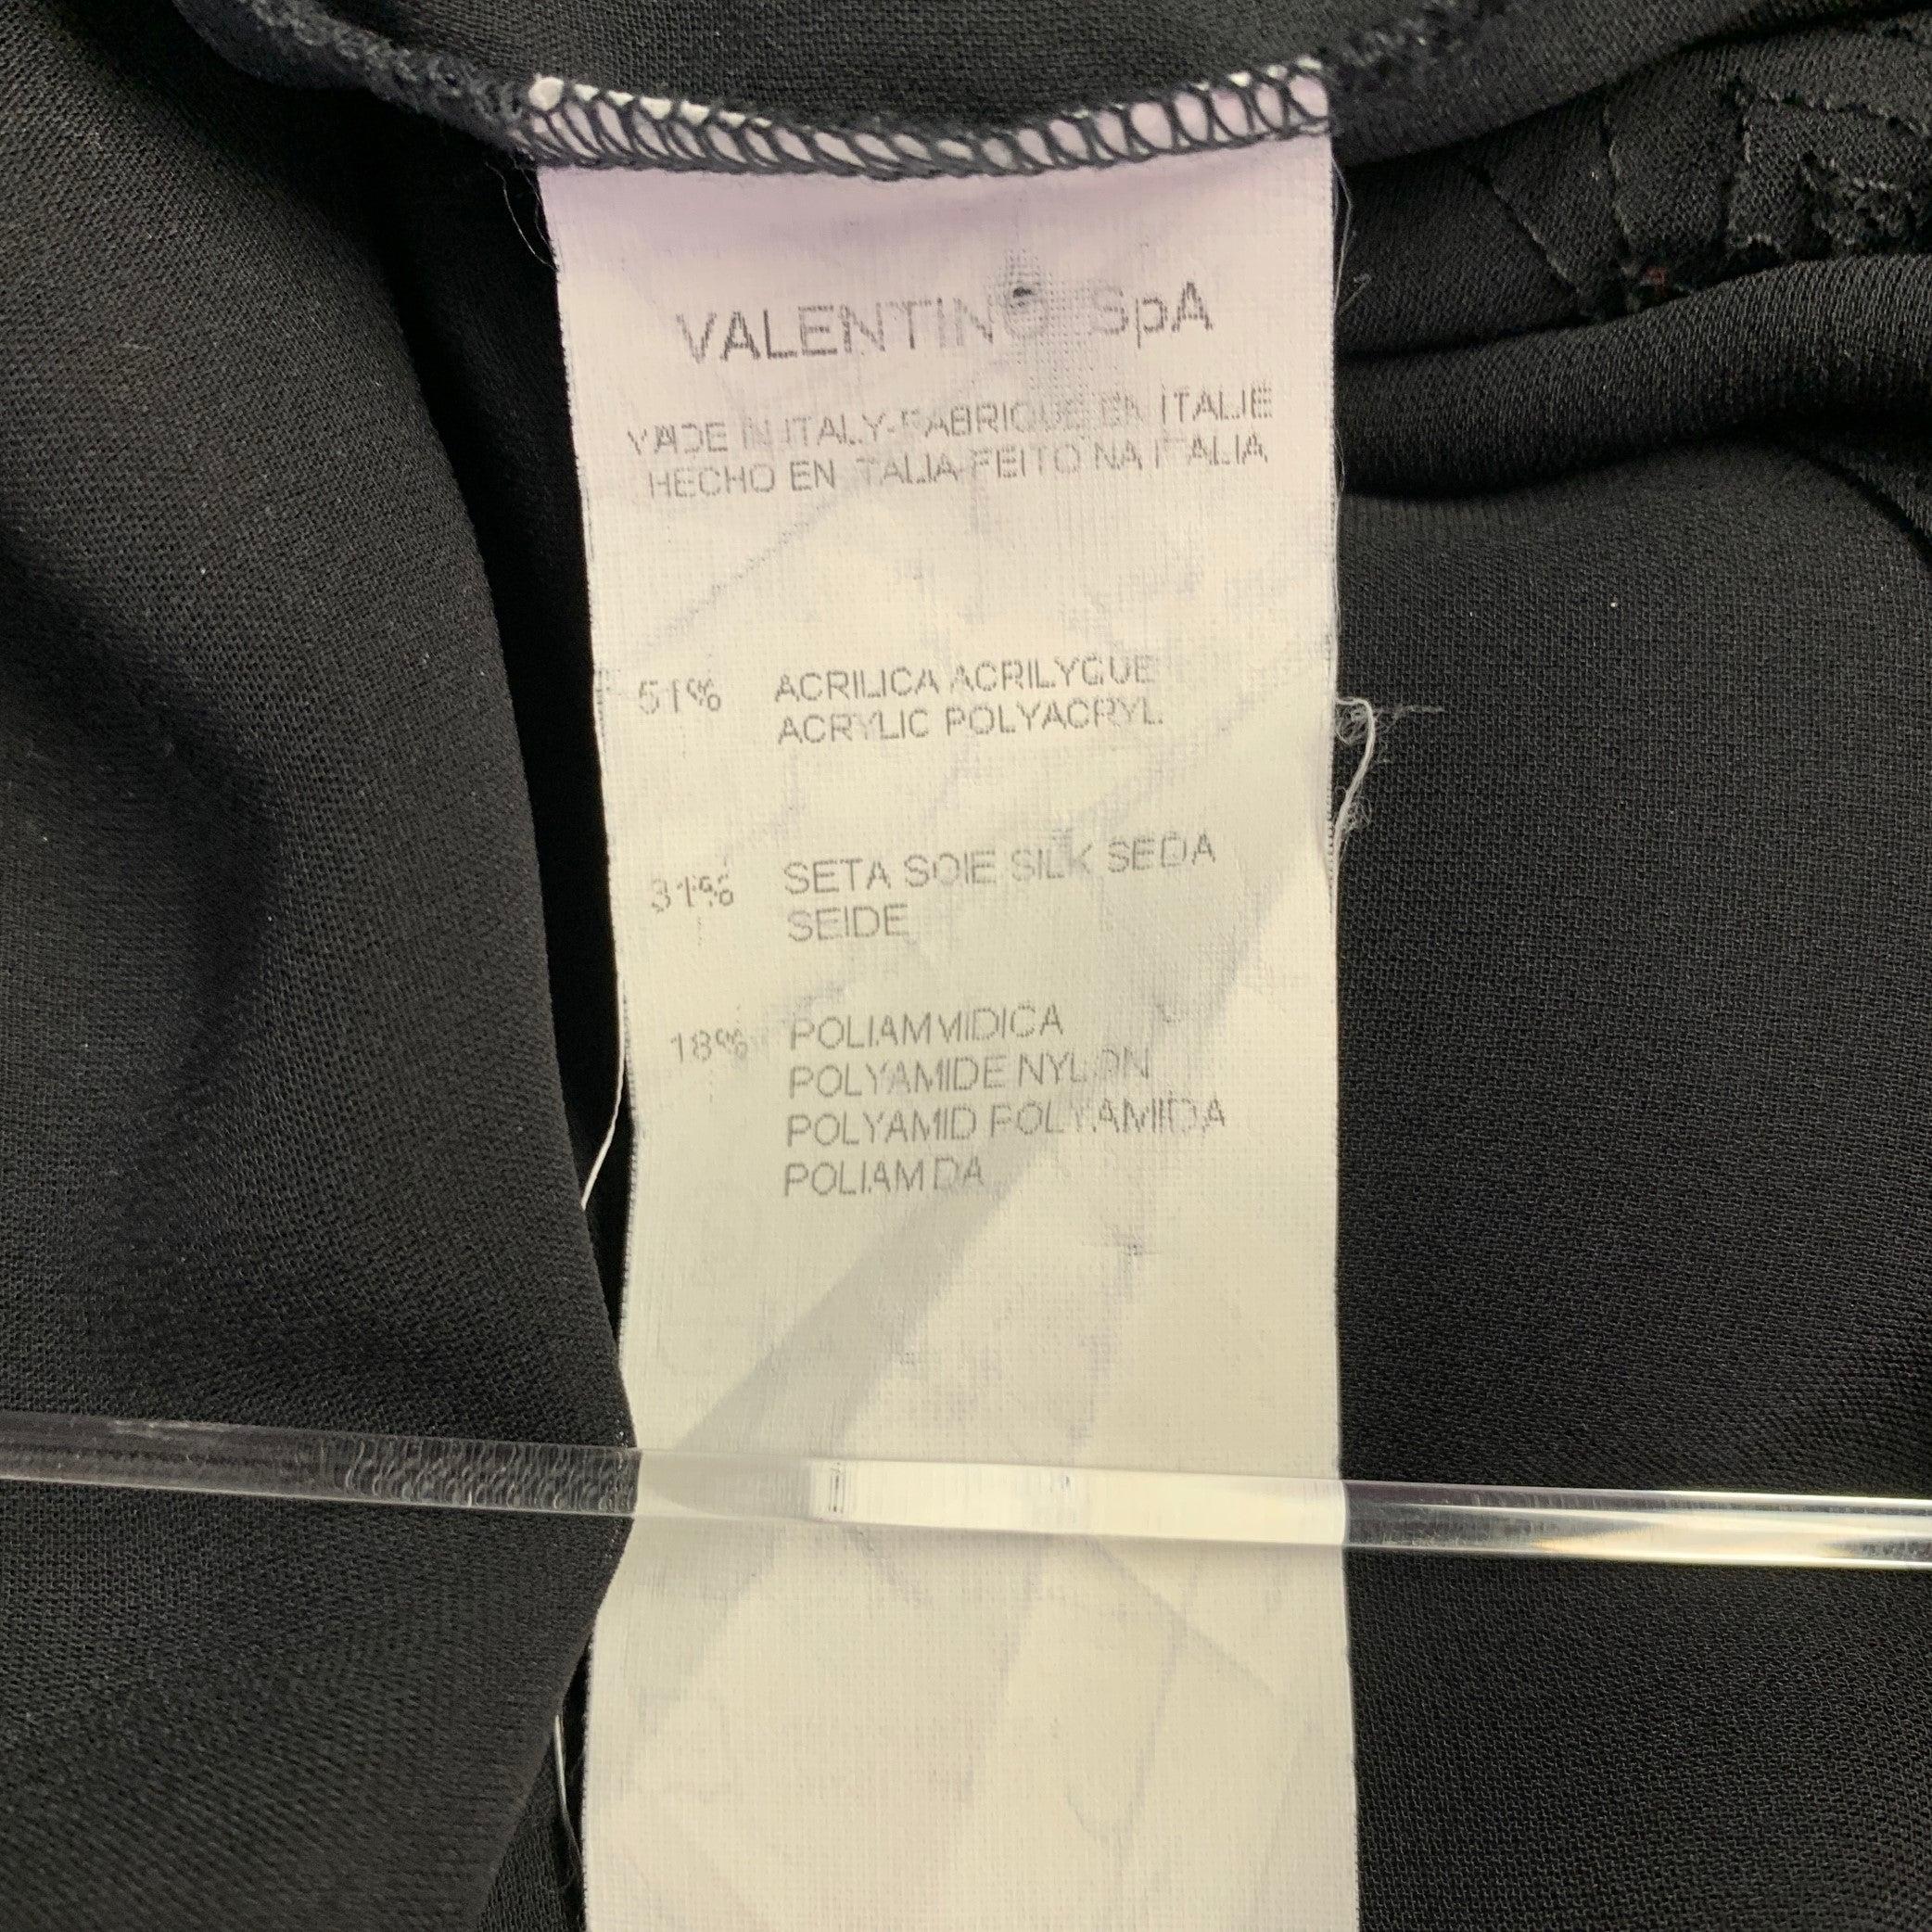 VALENTINO SpA
MADE IN ITALY-FABRIQUE EN ITALIE
HECHO EN ITALIA-FEITO NA ITALIA
51% ACRILICA ACRILYQUE
ACRYLIC POLYACRYL
31% SETA SOIE SILK SEDA
SEIDE
18% POLIAMMIDICA
POLYAMIDE NYLON
POLYAMID POLYAMIDA
POLIAMIDA